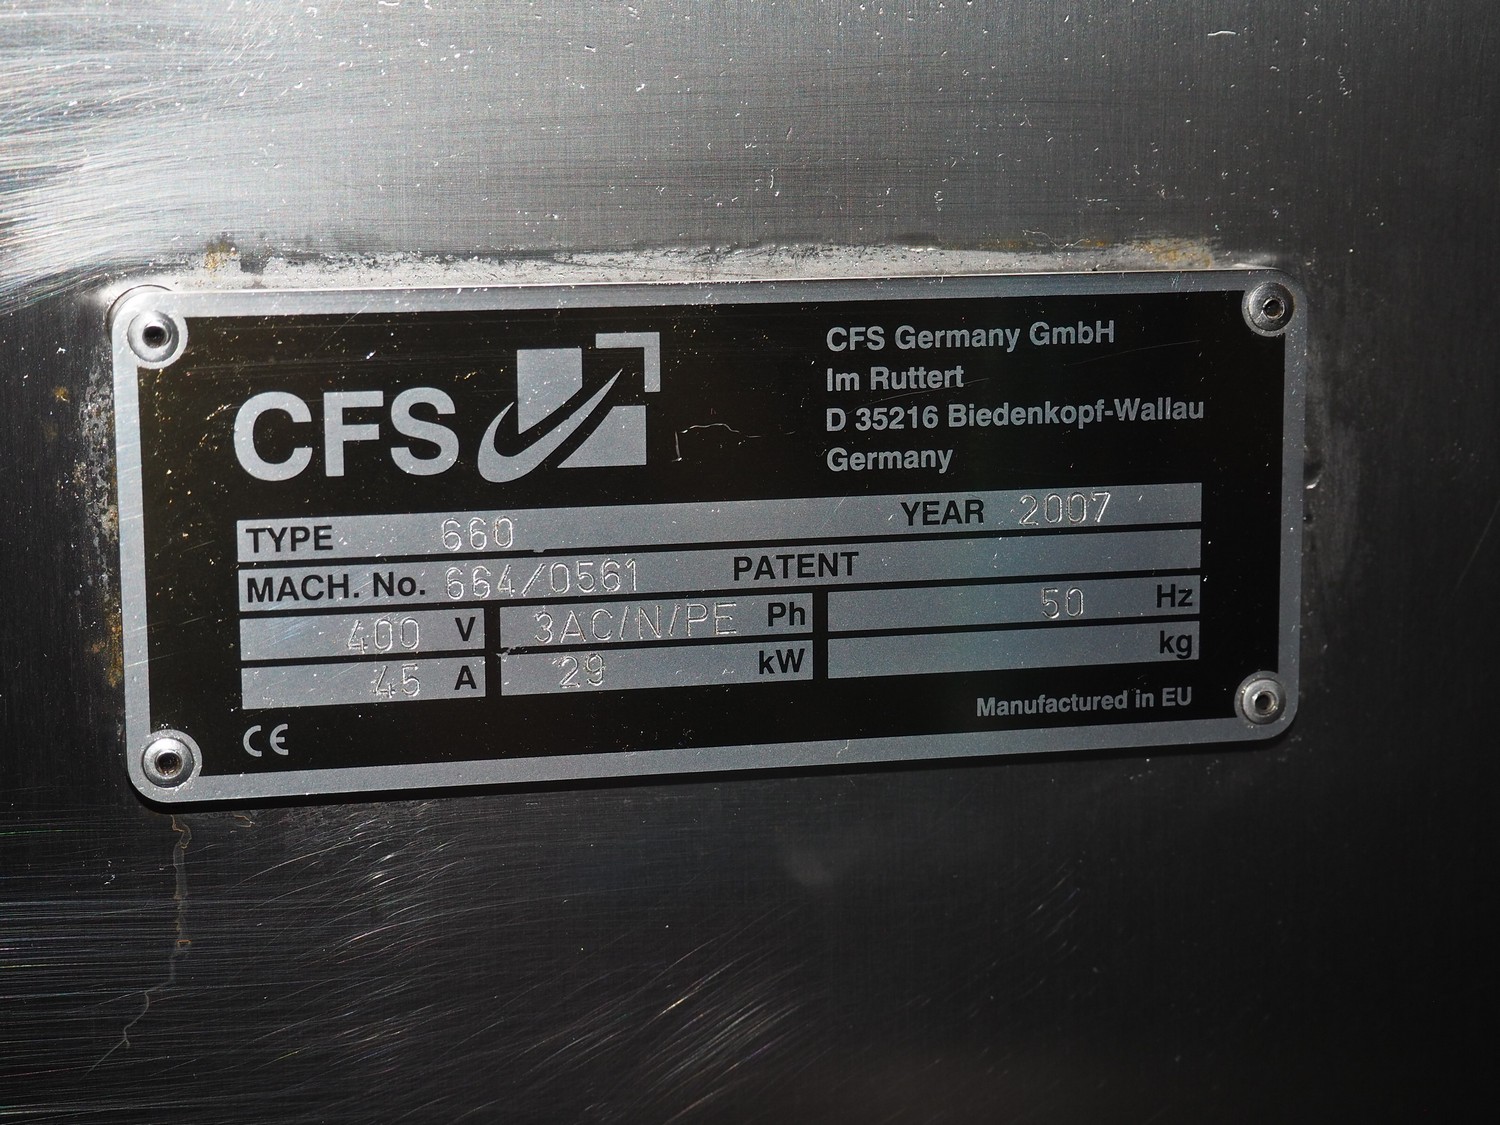 CFS
CFS Germany GmbH
Im Ruttert
D 35216 Biedenkopf-Wallau
Germany
TYPE 660 YEAR 2007
MACH. No. 664/0561 PATENT
400 V 3AC/N/PE Ph 50 Hz
45 A 29 kW kg
CE Manufactured in EU